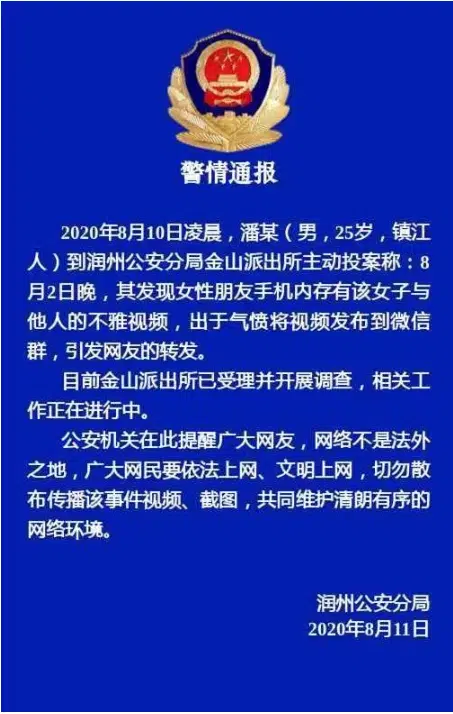 警情通报
2020年8月10日凌晨，潘某（男，25岁，镇江
人）到润州公安分局金山派出所主动投案称：8
月2日晚，其发现女性朋友手机内存有该女子与
他人的不雅视频，出于气愤将视频发布到微信
群，引发网友的转发。
目前金山派出所已受理并开展调查，相关工
作正在进行中。
公安机关在此提醒广大网友，网络不是法外
之地，广大网民要依法上网、文明上网，切勿散
布传播该事件视频、截图，共同维护清朗有序的
网络环境。
润州公安分局
2020年8月11日